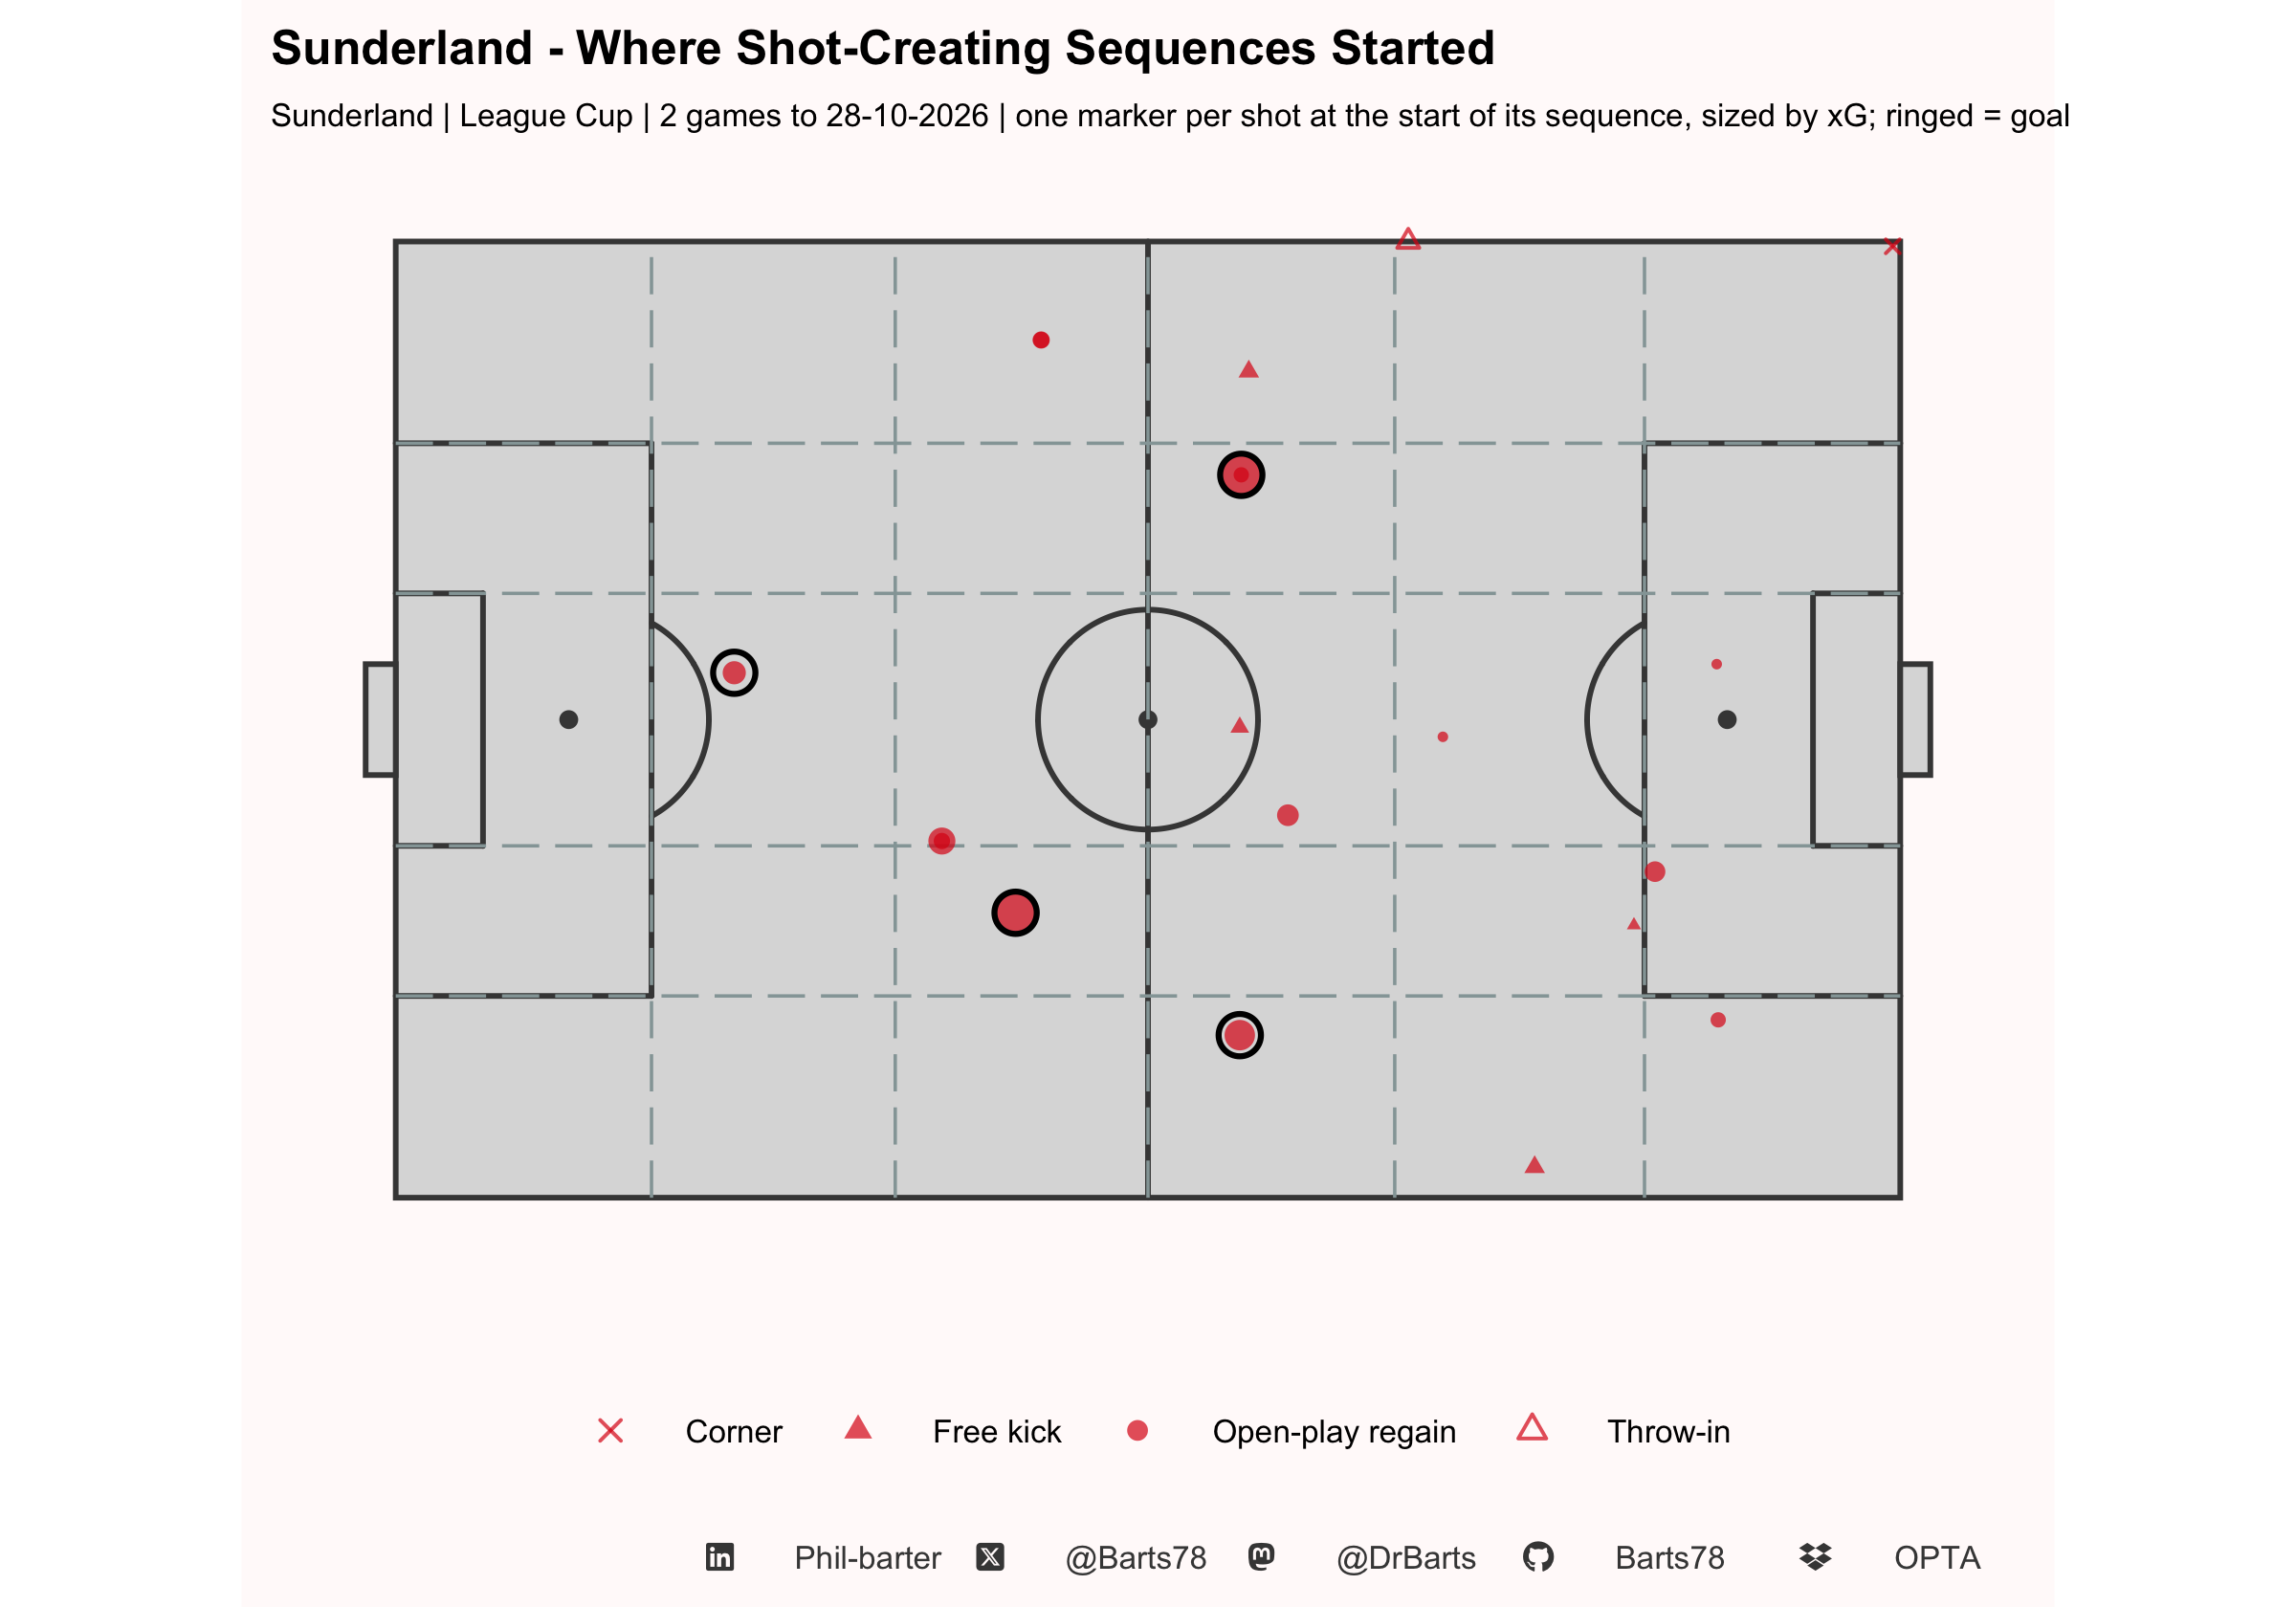 Sunderland - Where Shot-Creating Sequences Started
Sunderland | League Cup | 2 games to 28-10-2026 | one marker per shot at the start of its sequence, sized by xG; ringed = goal
Corner Free kick Open-play regain Throw-in
Phil-barter @Barts78 @DrBarts Barts78 OPTA